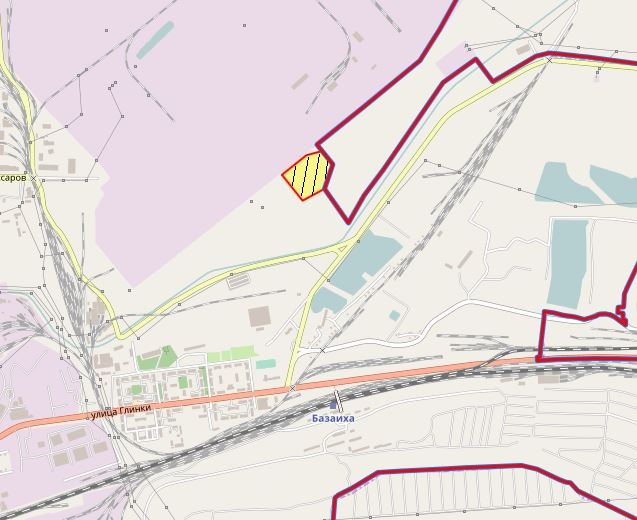 саров
улица Глинки
Базаиха